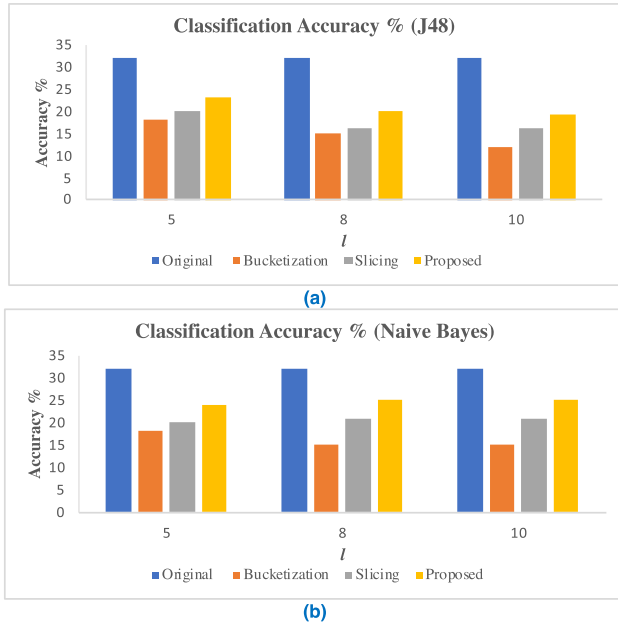 Classification Accuracy % (J48)
Accuracy %
35
30
25
20
15
10
5
0
5 8 10
l
Original Bucketization Slicing Proposed
(a)
Classification Accuracy % (Naive Bayes)
Accuracy %
35
30
25
20
15
10
5
0
5 8 10
l
Original Bucketization Slicing Proposed
(b)